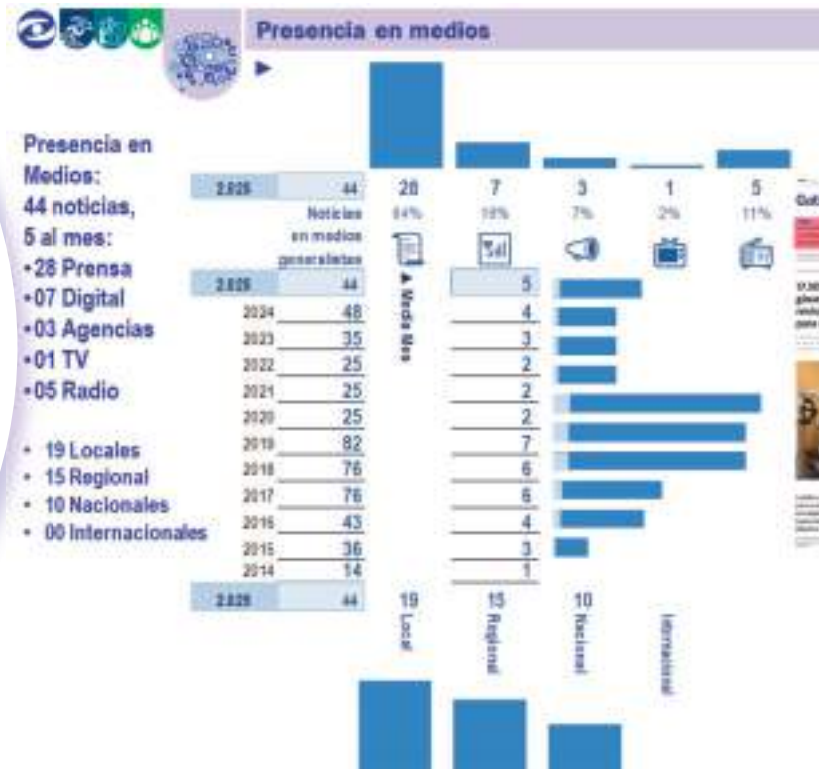 Presencia en medios
Presencia en
Medios:
44 noticias,
5 al mes:
•28 Prensa
•07 Digital
•03 Agencias
•01 TV
•05 Radio
• 19 Locales
• 15 Regional
• 10 Nacionales
• 00 Internacionales
2.025 44 28 7 3 1 5
Noticias en medios generalistas 64% 16% 7% 2% 11%
▲ Media Mes
2.025 44 5
2024 48 4
2023 35 3
2022 25 2
2021 25 2
2020 25 2
2019 82 7
2018 76 6
2017 76 6
2016 43 4
2015 36 3
2014 14 1
2.025 44 19 15 10
Local Regional Nacional Internacional